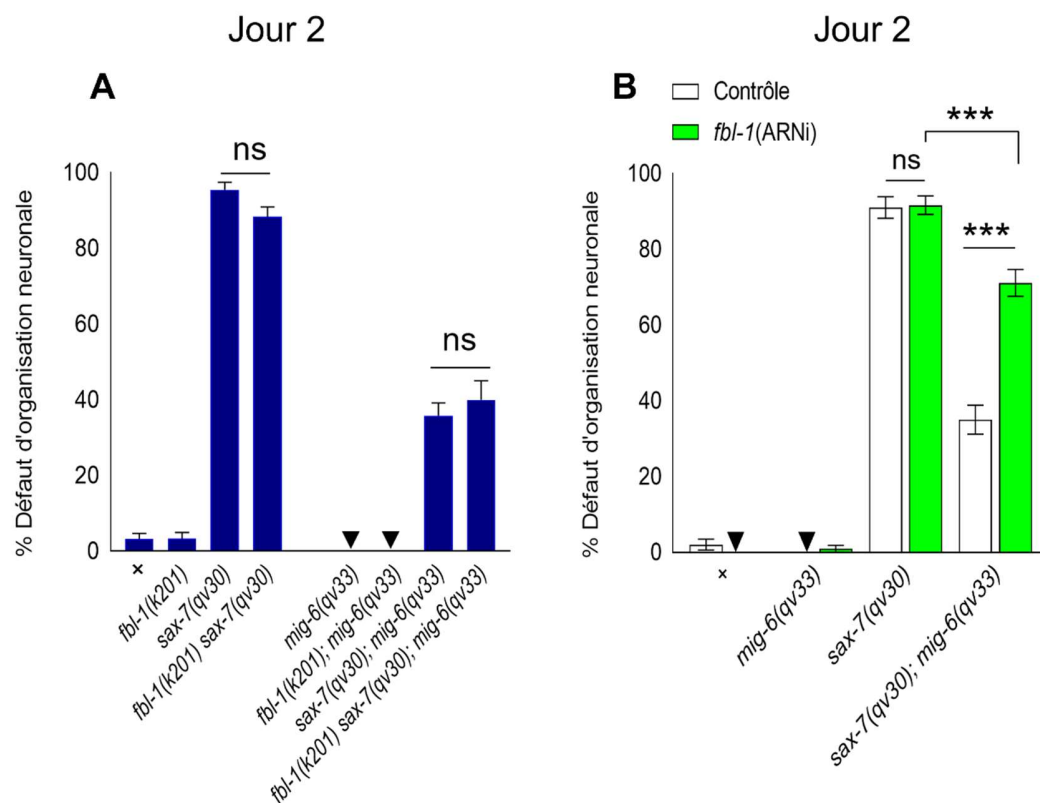 Jour 2
A
% Défaut d'organisation neuronale
100
80
60
40
20
0
ns
ns
+
fbl-1(k201)
sax-7(qv30)
fbl-1(k201) sax-7(qv30)
mig-6(qv33)
fbl-1(k201); mig-6(qv33)
sax-7(qv30); mig-6(qv33)
fbl-1(k201) sax-7(qv30); mig-6(qv33)
Jour 2
B
Contrôle
fbl-1(ARNi)
% Défaut d'organisation neuronale
100
80
60
40
20
0
ns
***
***
+
mig-6(qv33)
sax-7(qv30)
sax-7(qv30); mig-6(qv33)